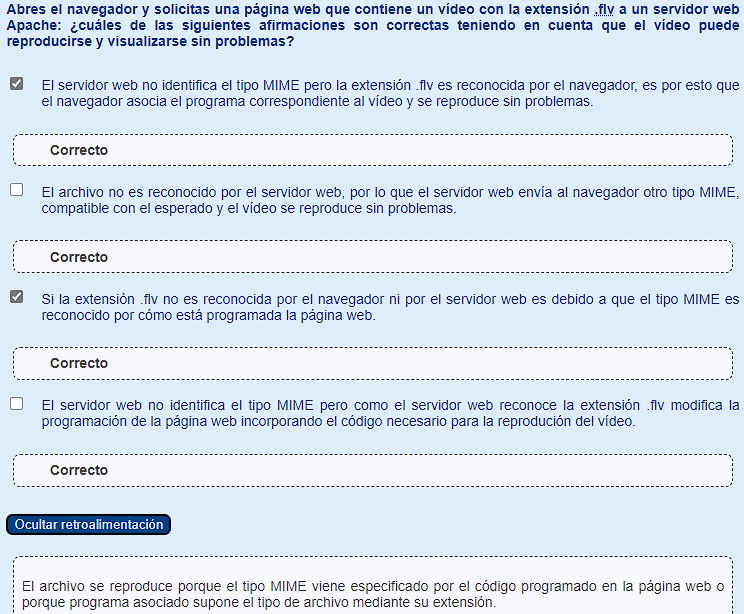 Abres el navegador y solicitas una página web que contiene un vídeo con la extensión .flv a un servidor web
Apache: ¿cuáles de las siguientes afirmaciones son correctas teniendo en cuenta que el vídeo puede
reproducirse y visualizarse sin problemas?
El servidor web no identifica el tipo MIME pero la extensión .flv es reconocida por el navegador, es por esto que
el navegador asocia el programa correspondiente al vídeo y se reproduce sin problemas.
Correcto
El archivo no es reconocido por el servidor web, por lo que el servidor web envía al navegador otro tipo MIME,
compatible con el esperado y el vídeo se reproduce sin problemas.
Correcto
Si la extensión .flv no es reconocida por el navegador ni por el servidor web es debido a que el tipo MIME es
reconocido por cómo está programada la página web.
Correcto
El servidor web no identifica el tipo MIME pero como el servidor web reconoce la extensión .flv modifica la
programación de la página web incorporando el código necesario para la reprodución del vídeo.
Correcto
Ocultar retroalimentación
El archivo se reproduce porque el tipo MIME viene especificado por el código programado en la página web o
porque programa asociado supone el tipo de archivo mediante su extensión.